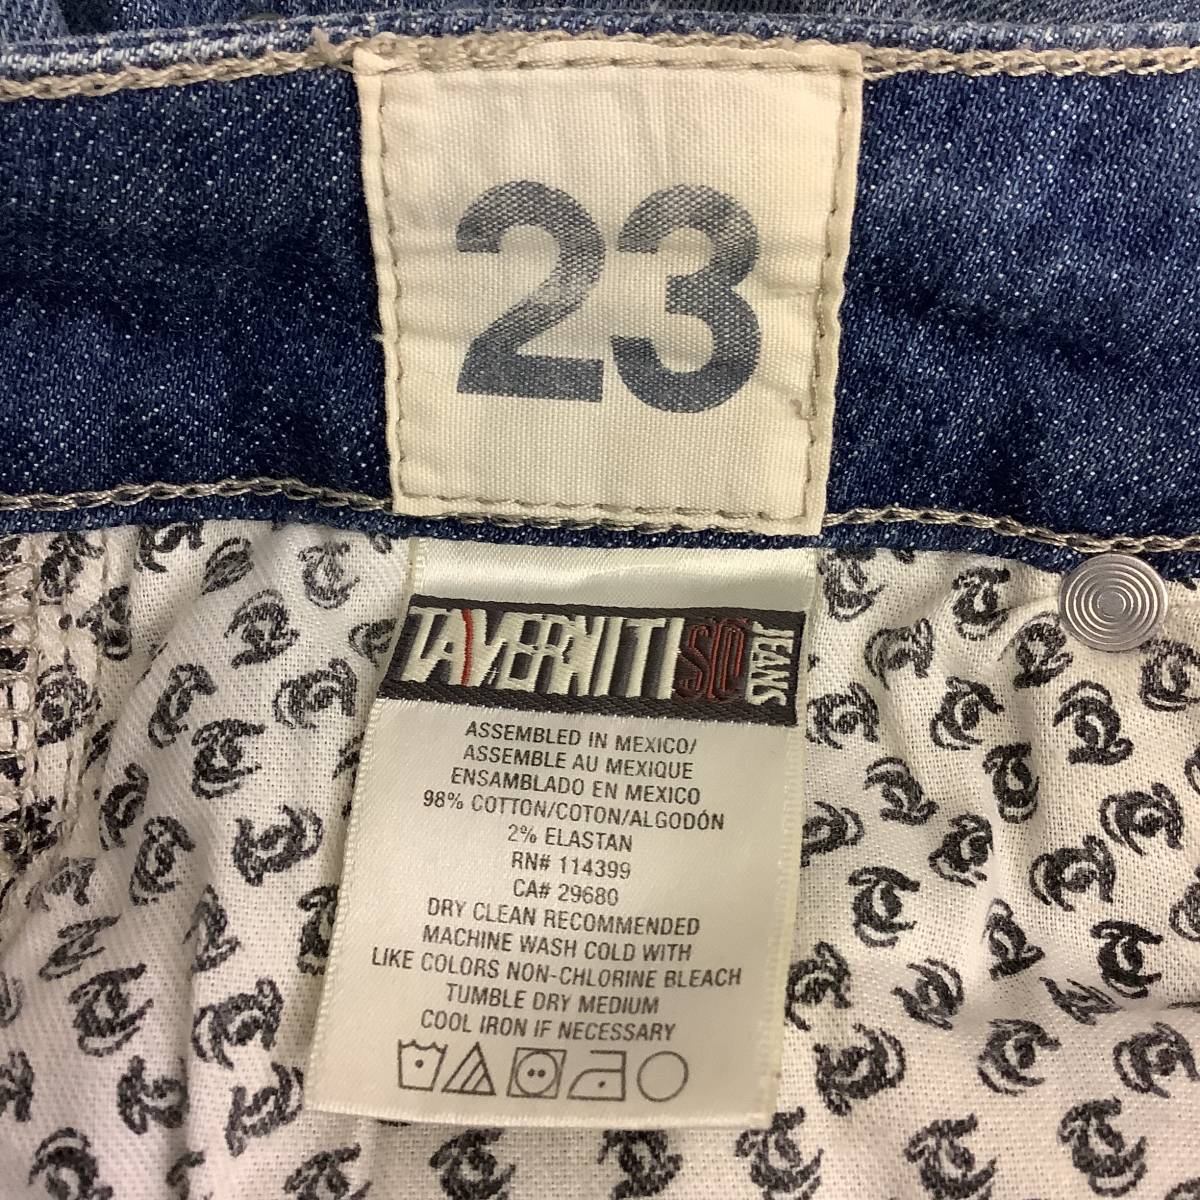 23
TAVERNITI SO JEANS
ASSEMBLED IN MEXICO/
ASSEMBLE AU MEXIQUE
ENSAMBLADO EN MEXICO
98% COTTON/COTON/ALGODÓN
2% ELASTAN
RN# 114399
CA# 29680
DRY CLEAN RECOMMENDED
MACHINE WASH COLD WITH
LIKE COLORS NON-CHLORINE BLEACH
TUMBLE DRY MEDIUM
COOL IRON IF NECESSARY